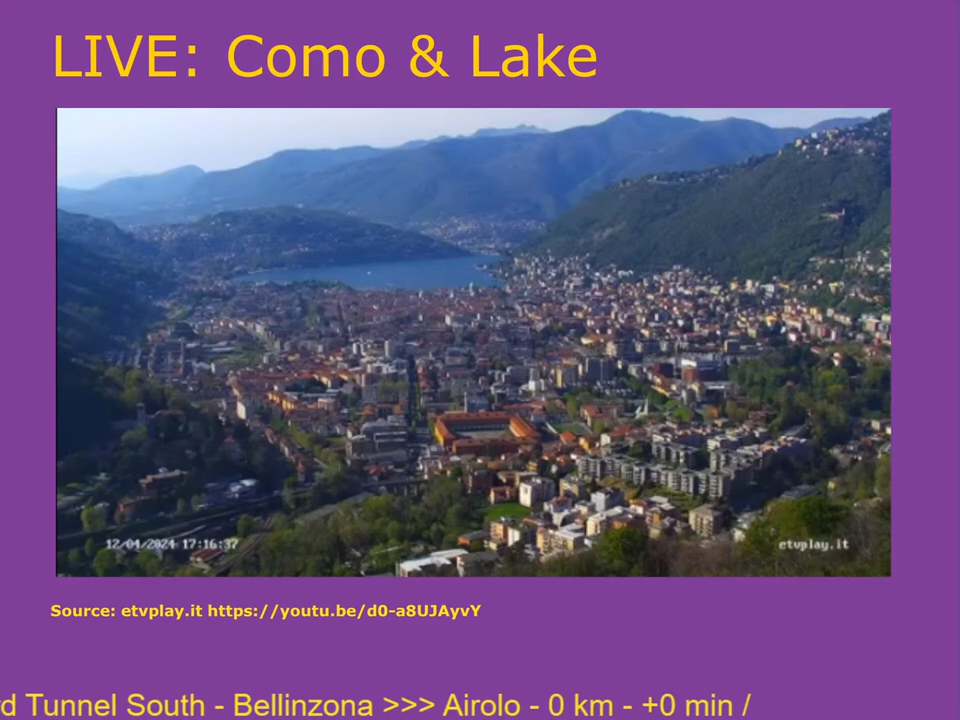 LIVE: Como & Lake
12/04/2024 17:16:37
etvplay.it
Source: etvplay.it https://youtu.be/d0-a8UJAyvY
d Tunnel South - Bellinzona >>> Airolo - 0 km - +0 min /